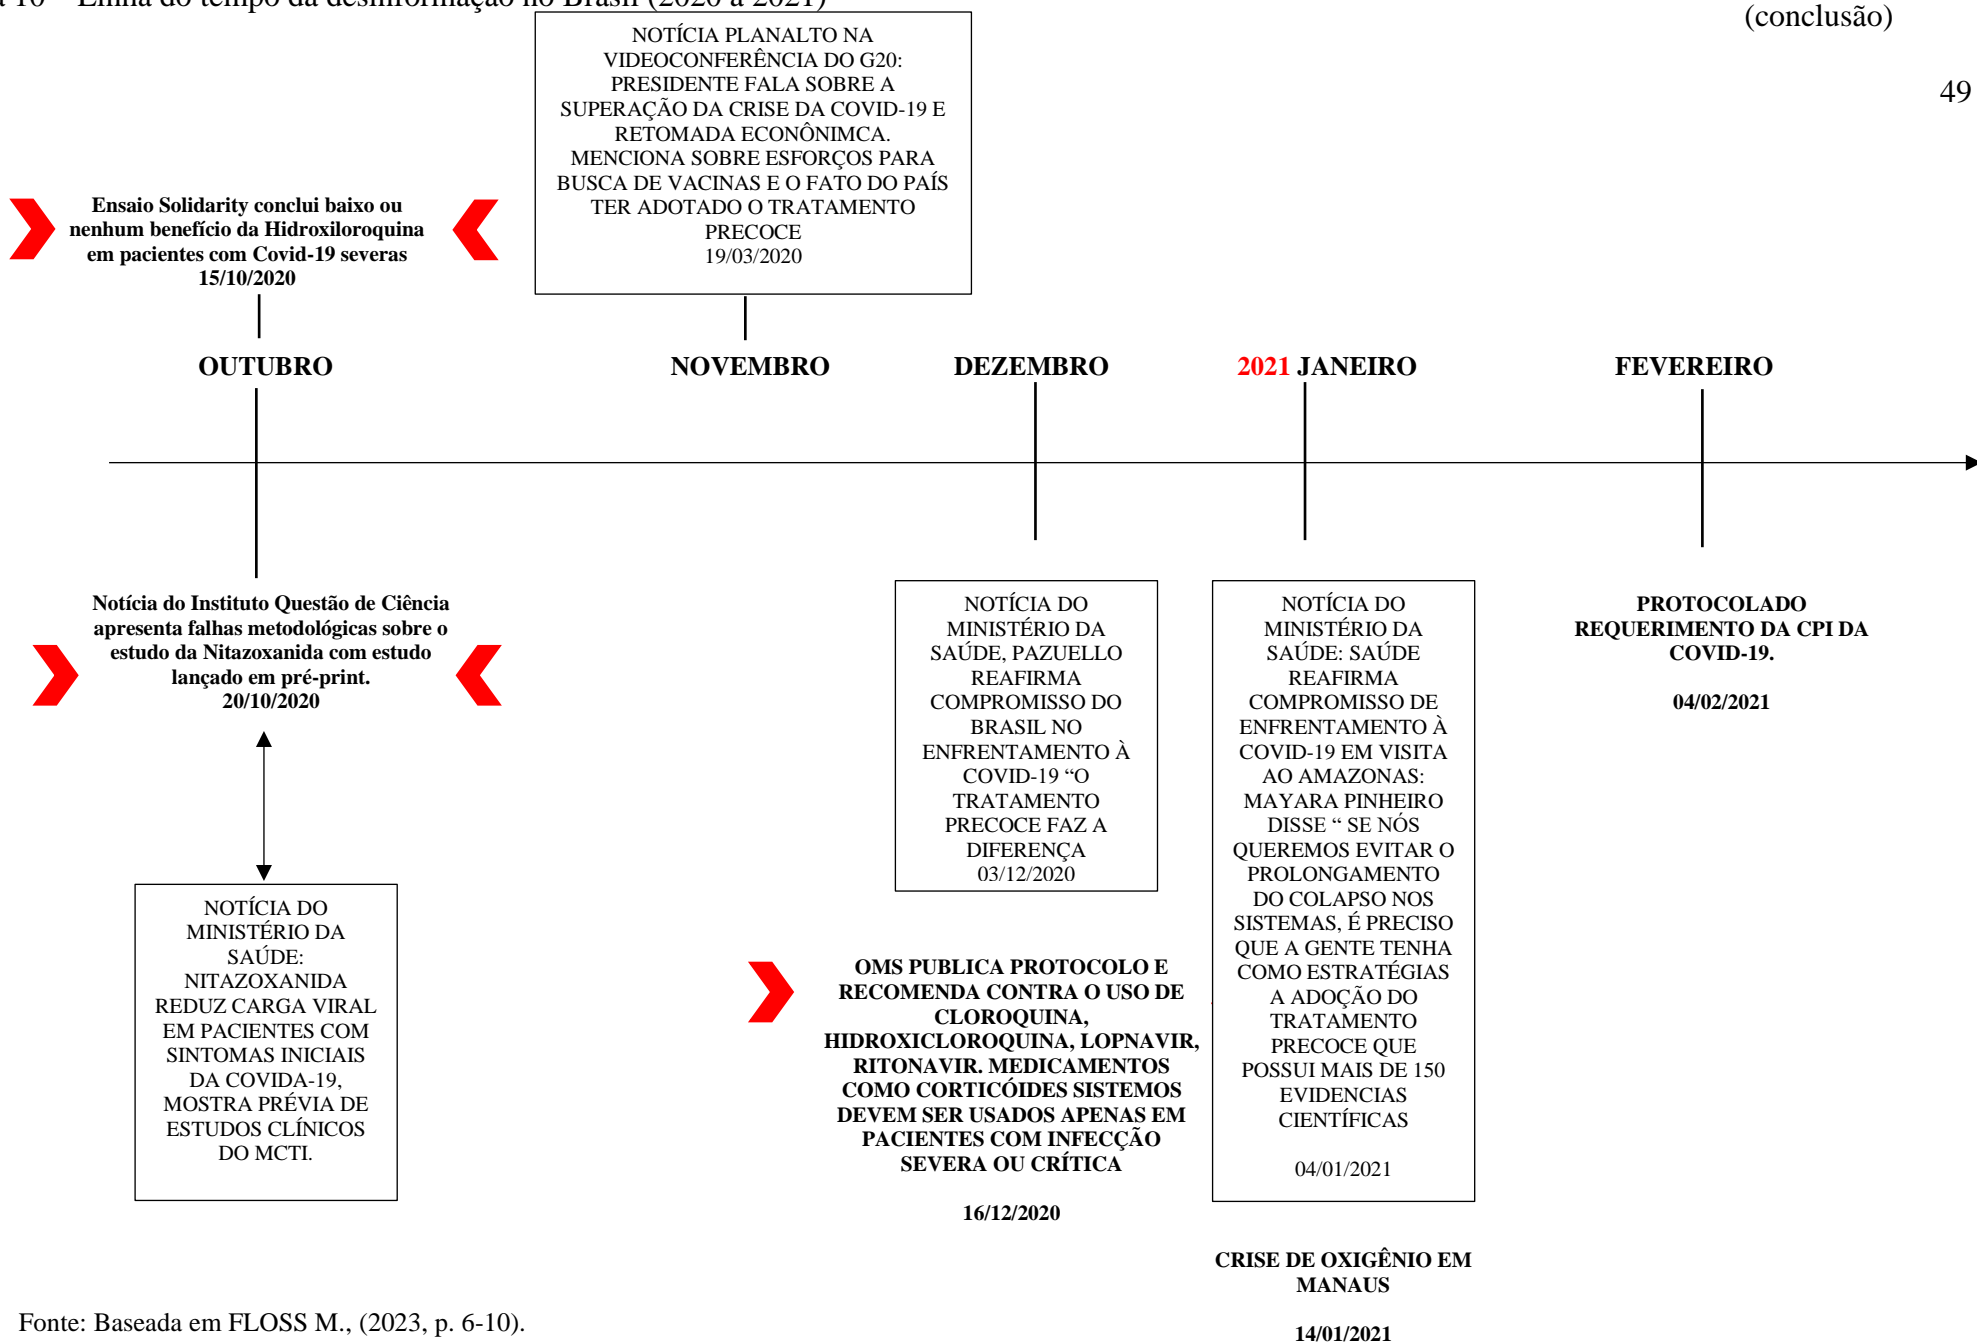 10 – Linha do tempo da desinformação no Brasil (2020 a 2021)
(conclusão)
49
NOTÍCIA PLANALTO NA
VIDEOCONFERÊNCIA DO G20:
PRESIDENTE FALA SOBRE A
SUPERAÇÃO DA CRISE DA COVID-19 E
RETOMADA ECONÔNIMCA.
MENCIONA SOBRE ESFORÇOS PARA
BUSCA DE VACINAS E O FATO DO PAÍS
TER ADOTADO O TRATAMENTO
PRECOCE
19/03/2020
Ensaio Solidarity conclui baixo ou
nenhum benefício da Hidroxiloroquina
em pacientes com Covid-19 severas
15/10/2020
OUTUBRO
NOVEMBRO
DEZEMBRO
2021 JANEIRO
FEVEREIRO
Notícia do Instituto Questão de Ciência
apresenta falhas metodológicas sobre o
estudo da Nitazoxanida com estudo
lançado em pré-print.
20/10/2020
NOTÍCIA DO
MINISTÉRIO DA
SAÚDE:
NITAZOXANIDA
REDUZ CARGA VIRAL
EM PACIENTES COM
SINTOMAS INICIAIS
DA COVIDA-19,
MOSTRA PRÉVIA DE
ESTUDOS CLÍNICOS
DO MCTI.
NOTÍCIA DO
MINISTÉRIO DA
SAÚDE, PAZUELLO
REAFIRMA
COMPROMISSO DO
BRASIL NO
ENFRENTAMENTO À
COVID-19 “O
TRATAMENTO
PRECOCE FAZ A
DIFERENÇA
03/12/2020
OMS PUBLICA PROTOCOLO E
RECOMENDA CONTRA O USO DE
CLOROQUINA,
HIDROXICLOROQUINA, LOPNAVIR,
RITONAVIR. MEDICAMENTOS
COMO CORTICÓIDES SISTEMOS
DEVEM SER USADOS APENAS EM
PACIENTES COM INFECÇÃO
SEVERA OU CRÍTICA
16/12/2020
NOTÍCIA DO
MINISTÉRIO DA
SAÚDE: SAÚDE
REAFIRMA
COMPROMISSO DE
ENFRENTAMENTO À
COVID-19 EM VISITA
AO AMAZONAS:
MAYARA PINHEIRO
DISSE “ SE NÓS
QUEREMOS EVITAR O
PROLONGAMENTO
DO COLAPSO NOS
SISTEMAS, É PRECISO
QUE A GENTE TENHA
COMO ESTRATÉGIAS
A ADOÇÃO DO
TRATAMENTO
PRECOCE QUE
POSSUI MAIS DE 150
EVIDENCIAS
CIENTÍFICAS
04/01/2021
CRISE DE OXIGÊNIO EM
MANAUS
14/01/2021
PROTOCOLADO
REQUERIMENTO DA CPI DA
COVID-19.
04/02/2021
Fonte: Baseada em FLOSS M., (2023, p. 6-10).